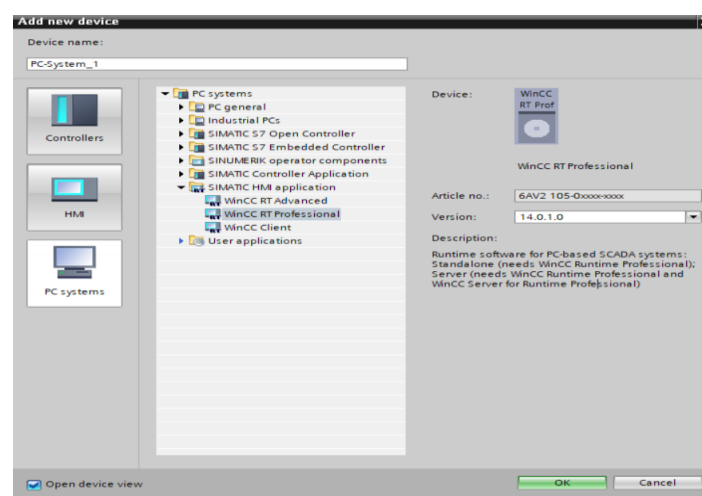 Add new device
Device name:
PC-System_1
Controllers
HMI
PC systems
PC systems
PC general
Industrial PCs
SIMATIC S7 Open Controller
SIMATIC S7 Embedded Controller
SINUMERIK operator components
SIMATIC Controller Application
SIMATIC HMI application
WinCC RT Advanced
WinCC RT Professional
WinCC Client
User applications
Device:
WinCC
RT Prof
WinCC RT Professional
Article no.:
6AV2 105-0xxxx-xxxx
Version:
14.0.1.0
Description:
Runtime software for PC-based SCADA systems:
Standalone (needs WinCC Runtime Professional);
Server (needs WinCC Runtime Professional and
WinCC Server for Runtime Professional)
Open device view
OK
Cancel